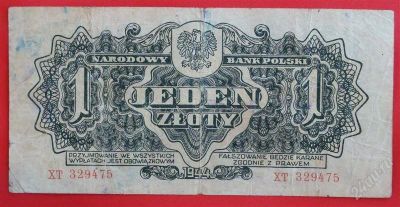 NARODOWY BANK POLSKI
1 JEDEN 1
ZŁOTY
PRZYJMOWANIE WE WSZYSTKICH
WYPŁATACH JEST OBOWIĄZKOWYM
FAŁSZOWANIE BĘDZIE KARANE
ZGODNIE Z PRAWEM
1944
XT 329475
XT 329475